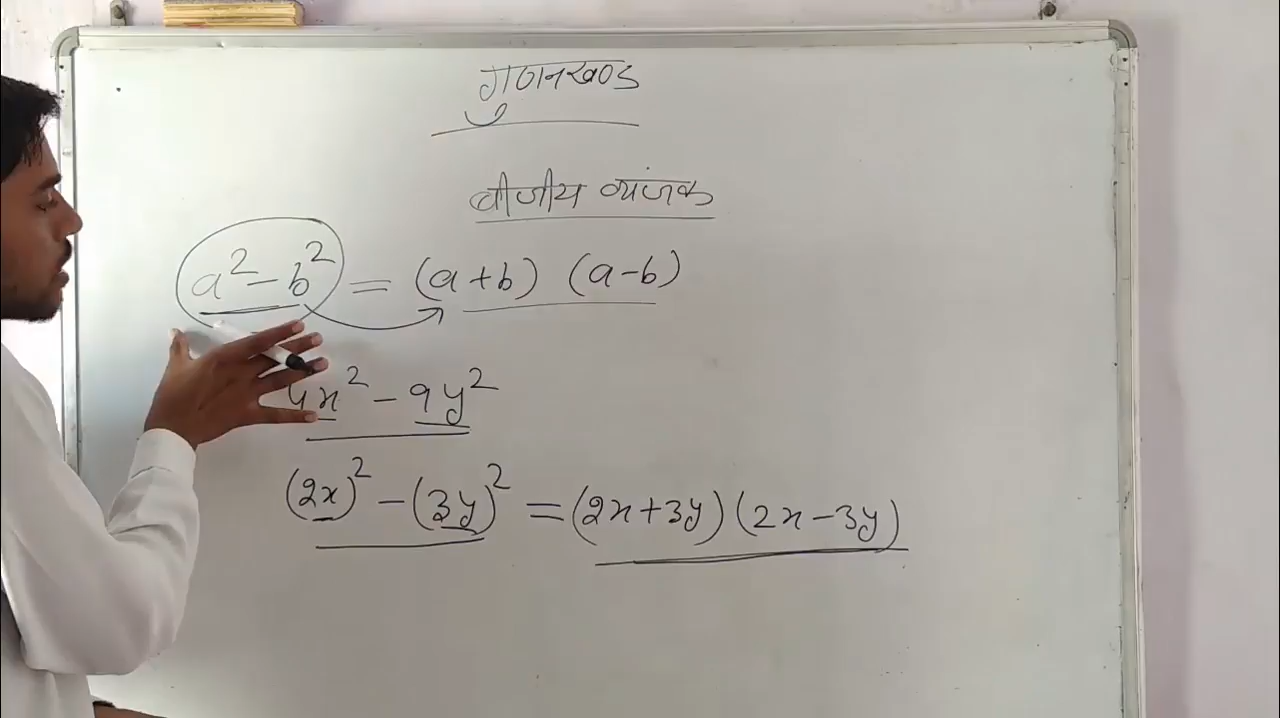 गुणनखण्ड
बीजीय व्यंजक
a² – b² = (a+b) (a-b)
4x² – 9y²
(2x)² – (3y)² = (2x+3y) (2x-3y)